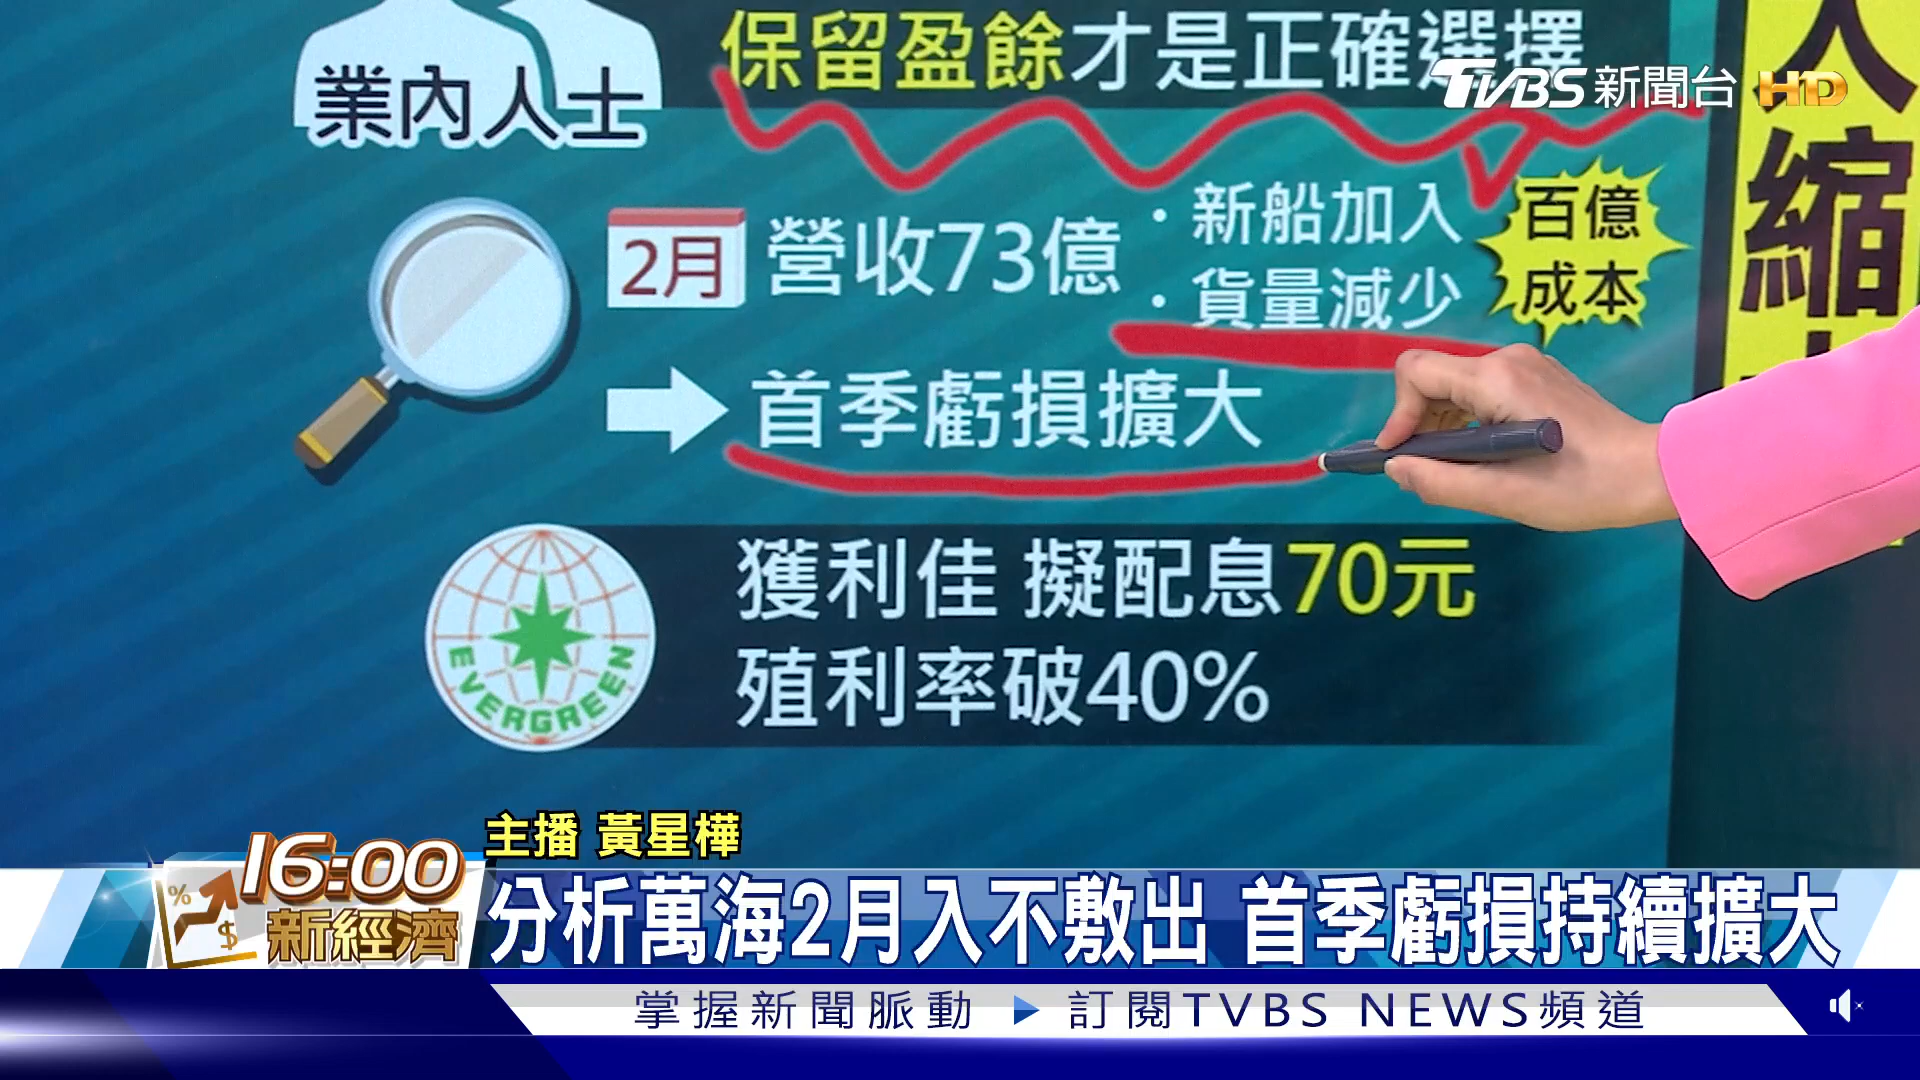 業內人士
保留盈餘才是正確選擇
TVBS新聞台 HD
縮
2月
營收73億
・新船加入
・貨量減少
百億
成本
首季虧損擴大
EVERGREEN
獲利佳 擬配息70元
殖利率破40%
主播 黃星樺
16:00
新經濟
% $
分析萬海2月入不敷出 首季虧損持續擴大
掌握新聞脈動 ▶ 訂閱TVBS NEWS頻道